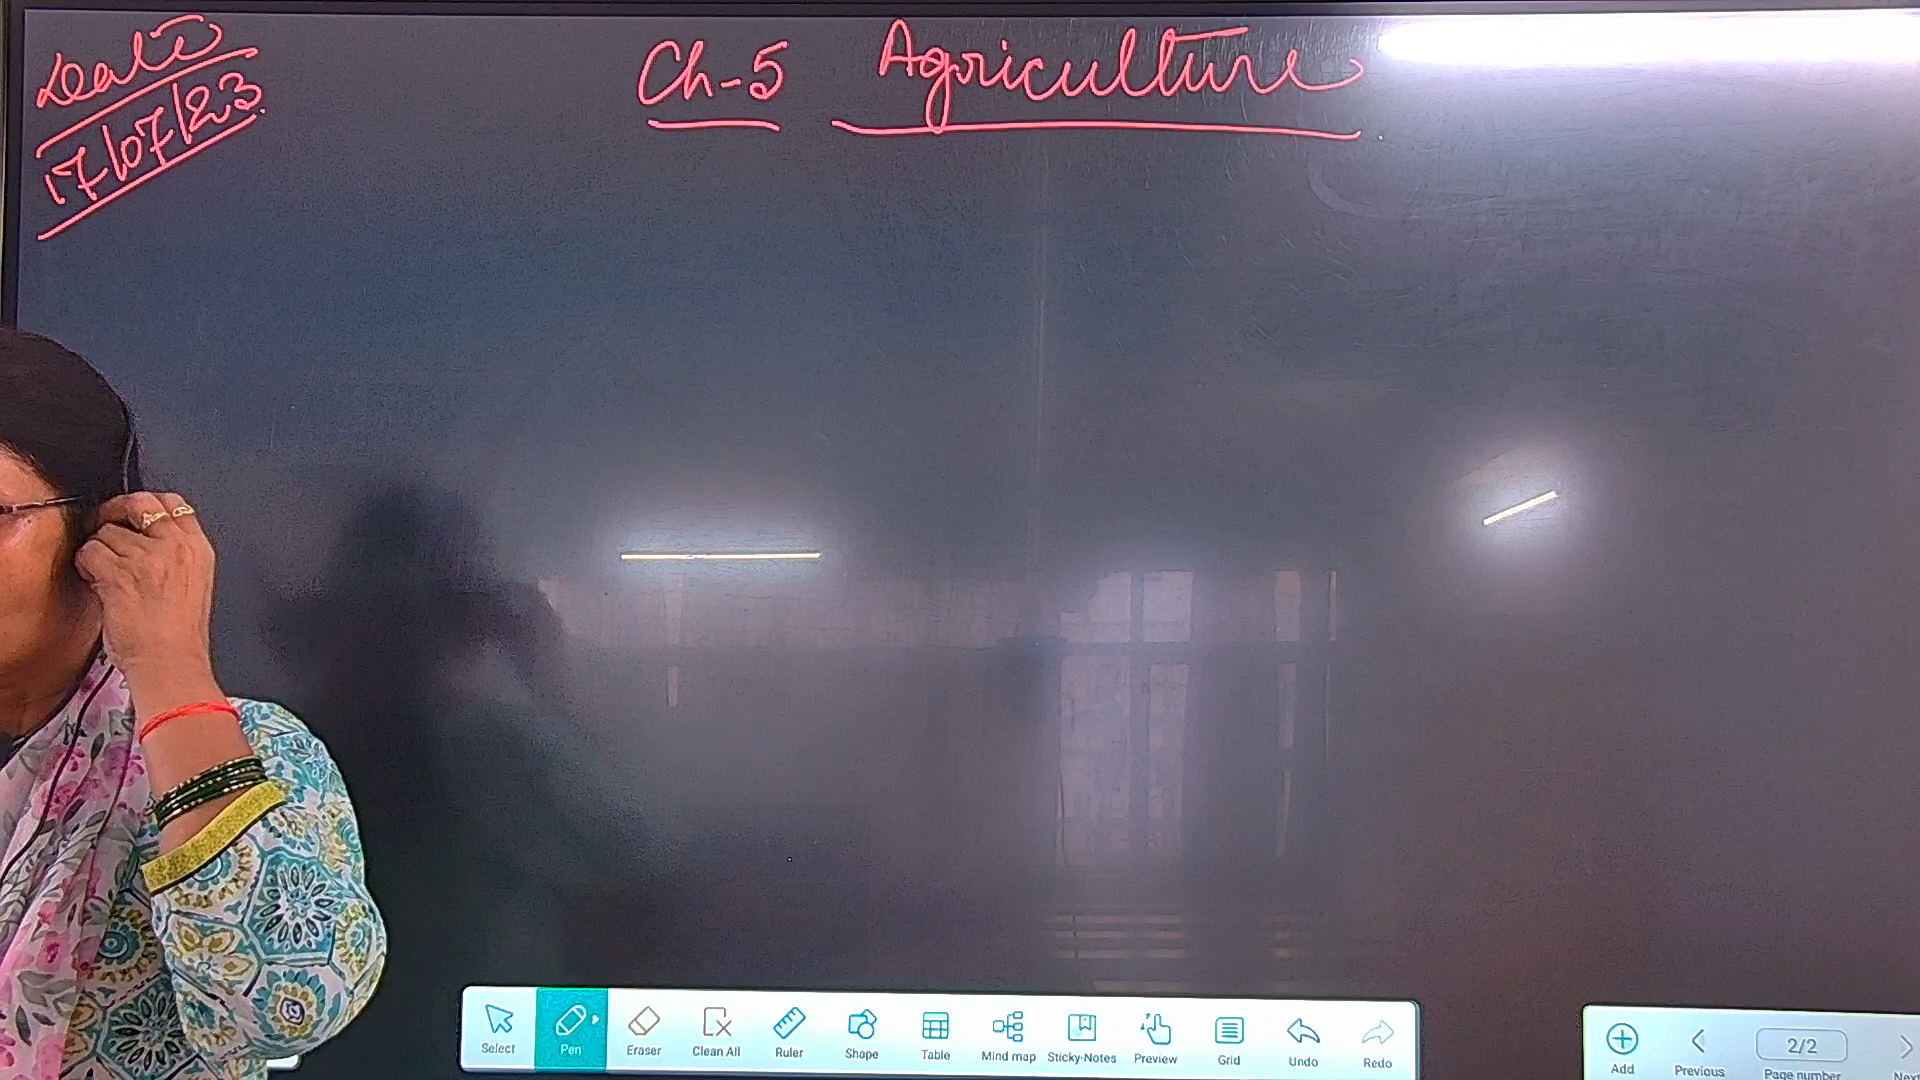 Date
17/07/23.
Ch-5 Agriculture
Select Pen Eraser Clean All Ruler Shape Table Mind map Sticky-Notes Preview Grid Undo Redo
Add Previous 2/2 Page number Next